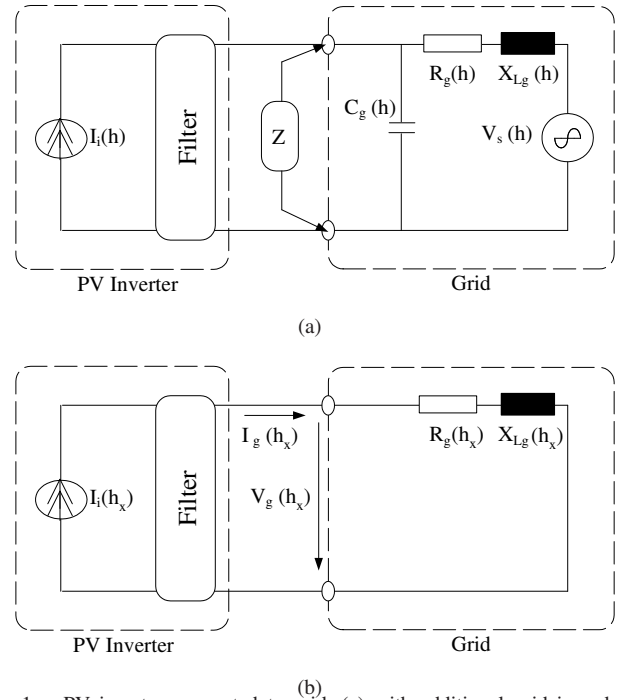 I_i(h)
Filter
Z
C_g (h)
R_g(h)
X_Lg (h)
V_s (h)
PV Inverter
Grid
(a)
I_i(h_x)
Filter
I_g (h_x)
V_g (h_x)
R_g(h_x)
X_Lg(h_x)
PV Inverter
Grid
(b)